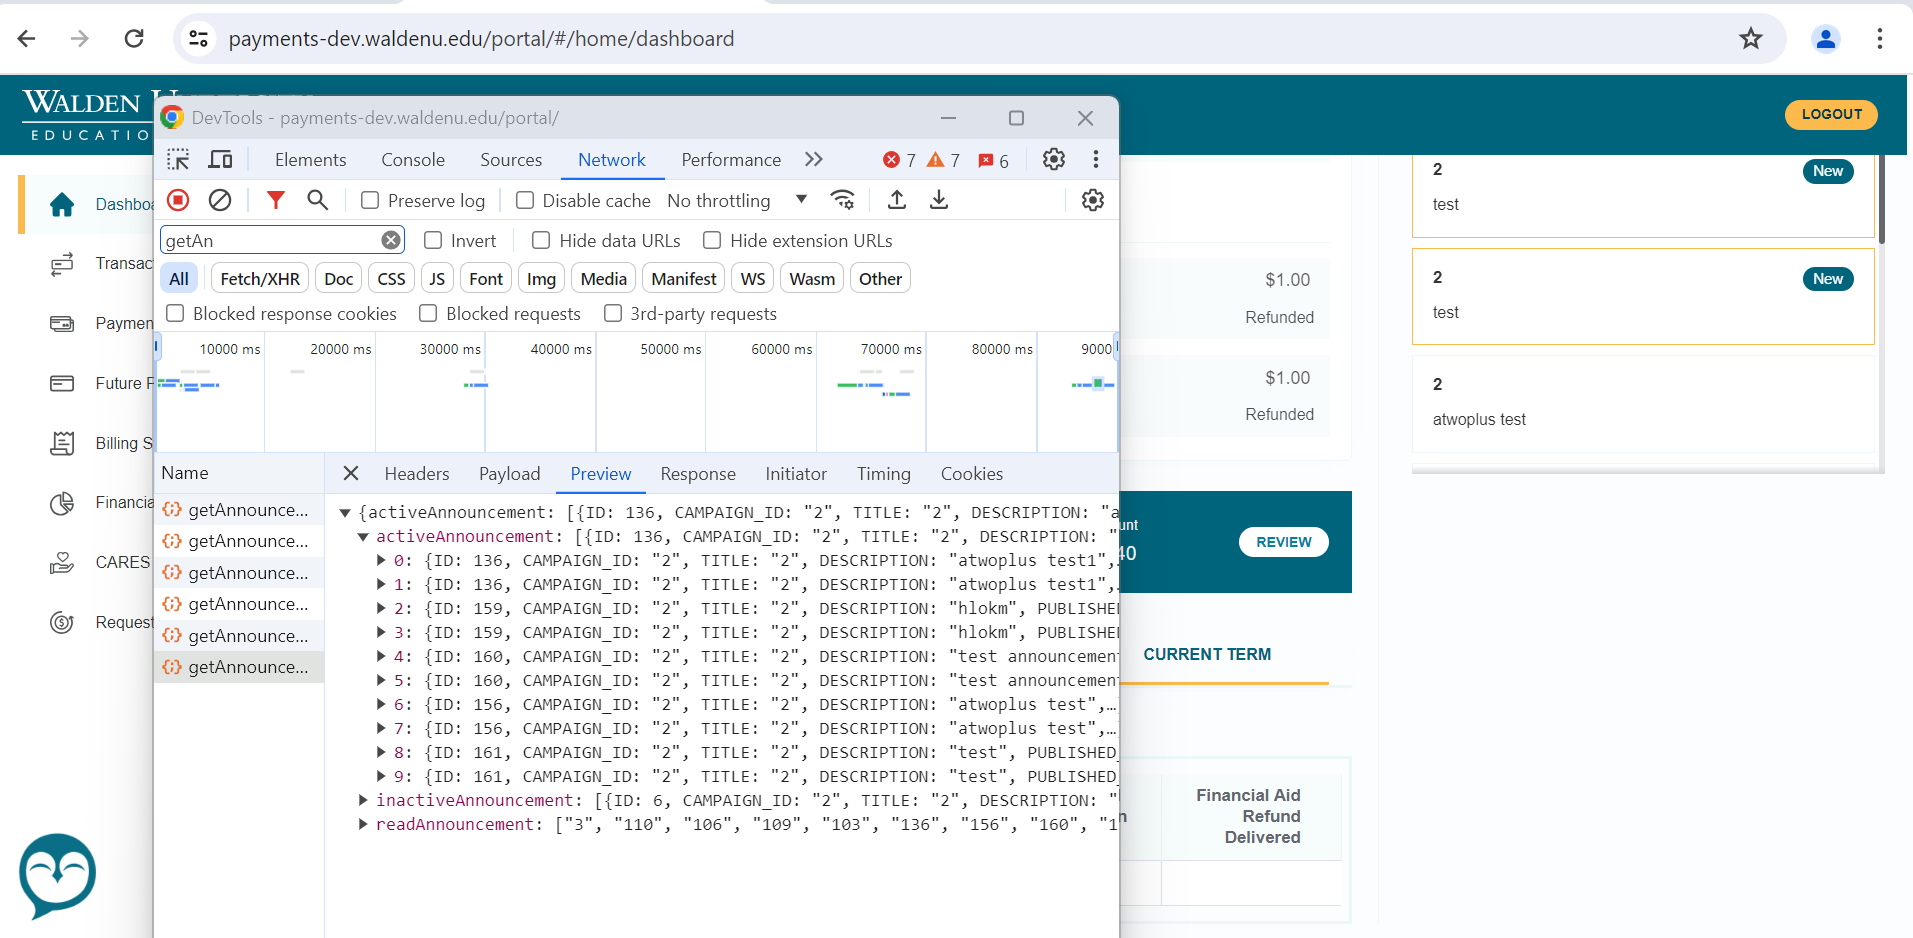 payments-dev.waldenu.edu/portal/#/home/dashboard
WALDEN
EDUCATIO
LOGOUT
DevTools - payments-dev.waldenu.edu/portal/
Elements Console Sources Network Performance 7 7 6
Preserve log Disable cache No throttling
getAn Invert Hide data URLs Hide extension URLs
All Fetch/XHR Doc CSS JS Font Img Media Manifest WS Wasm Other
Blocked response cookies Blocked requests 3rd-party requests
10000 ms 20000 ms 30000 ms 40000 ms 50000 ms 60000 ms 70000 ms 80000 ms 9000
Name
Headers Payload Preview Response Initiator Timing Cookies
getAnnounce...
getAnnounce...
getAnnounce...
getAnnounce...
getAnnounce...
getAnnounce...
{activeAnnouncement: [{ID: 136, CAMPAIGN_ID: "2", TITLE: "2", DESCRIPTION: "a
activeAnnouncement: [{ID: 136, CAMPAIGN_ID: "2", TITLE: "2", DESCRIPTION: "
0: {ID: 136, CAMPAIGN_ID: "2", TITLE: "2", DESCRIPTION: "atwoplus test1",…
1: {ID: 136, CAMPAIGN_ID: "2", TITLE: "2", DESCRIPTION: "atwoplus test1",…
2: {ID: 159, CAMPAIGN_ID: "2", TITLE: "2", DESCRIPTION: "hlokm", PUBLISHE
3: {ID: 159, CAMPAIGN_ID: "2", TITLE: "2", DESCRIPTION: "hlokm", PUBLISHE
4: {ID: 160, CAMPAIGN_ID: "2", TITLE: "2", DESCRIPTION: "test announcemen
5: {ID: 160, CAMPAIGN_ID: "2", TITLE: "2", DESCRIPTION: "test announcemen
6: {ID: 156, CAMPAIGN_ID: "2", TITLE: "2", DESCRIPTION: "atwoplus test",…
7: {ID: 156, CAMPAIGN_ID: "2", TITLE: "2", DESCRIPTION: "atwoplus test",…
8: {ID: 161, CAMPAIGN_ID: "2", TITLE: "2", DESCRIPTION: "test", PUBLISHED_
9: {ID: 161, CAMPAIGN_ID: "2", TITLE: "2", DESCRIPTION: "test", PUBLISHED_
inactiveAnnouncement: [{ID: 6, CAMPAIGN_ID: "2", TITLE: "2", DESCRIPTION: "
readAnnouncement: ["3", "110", "106", "109", "103", "136", "156", "160", "1
Dashboa
Transac
Paymen
Future P
Billing S
Financia
CARES
Request
$1.00
Refunded
$1.00
Refunded
unt
40
REVIEW
CURRENT TERM
n
Financial Aid
Refund
Delivered
2 New
test
2 New
test
2
atwoplus test